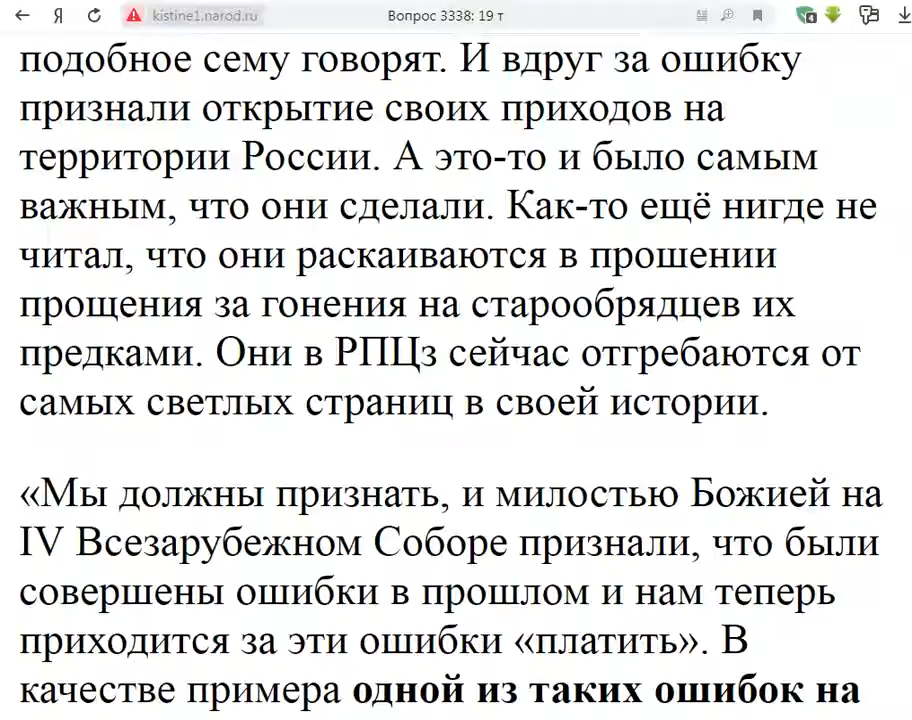 kistine1.narod.ru Вопрос 3338: 19 т
подобное сему говорят. И вдруг за ошибку
признали открытие своих приходов на
территории России. А это-то и было самым
важным, что они сделали. Как-то ещё нигде не
читал, что они раскаиваются в прошении
прощения за гонения на старообрядцев их
предками. Они в РПЦз сейчас отгребаются от
самых светлых страниц в своей истории.
«Мы должны признать, и милостью Божией на
IV Всезарубежном Соборе признали, что были
совершены ошибки в прошлом и нам теперь
приходится за эти ошибки «платить». В
качестве примера одной из таких ошибок на